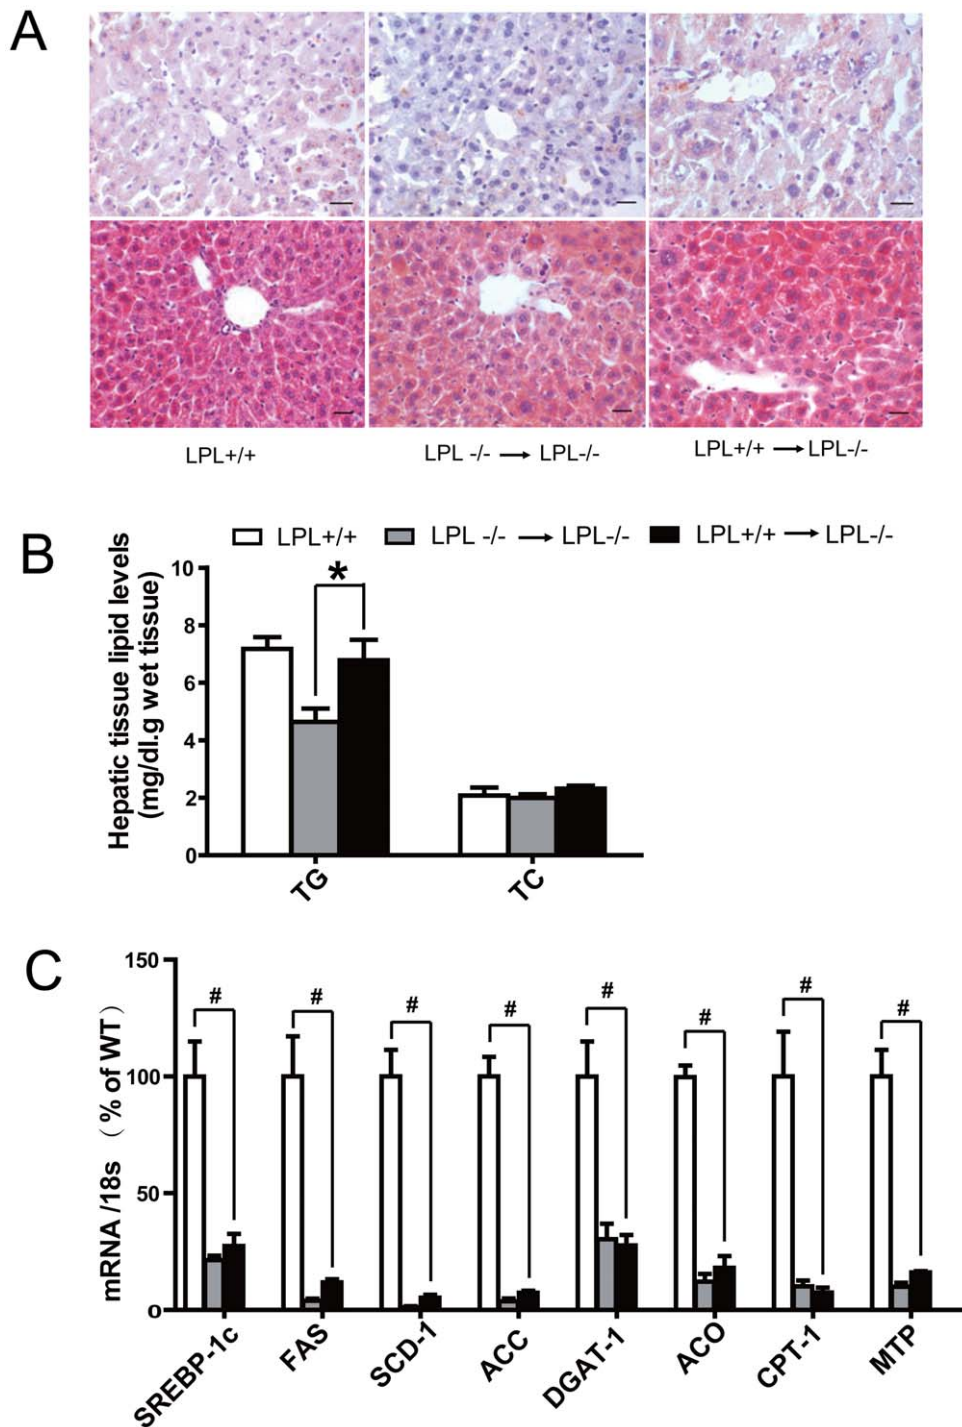 A
LPL+/+
LPL -/- → LPL-/-
LPL+/+ → LPL-/-
B
LPL+/+
LPL -/- → LPL-/-
LPL+/+ → LPL-/-
Hepatic tissue lipid levels
(mg/dl.g wet tissue)
10
8
6
4
2
0
*
TG
TC
C
mRNA /18s ( % of WT)
150
100
50
0
# # # # # # # #
SREBP-1c
FAS
SCD-1
ACC
DGAT-1
ACO
CPT-1
MTP